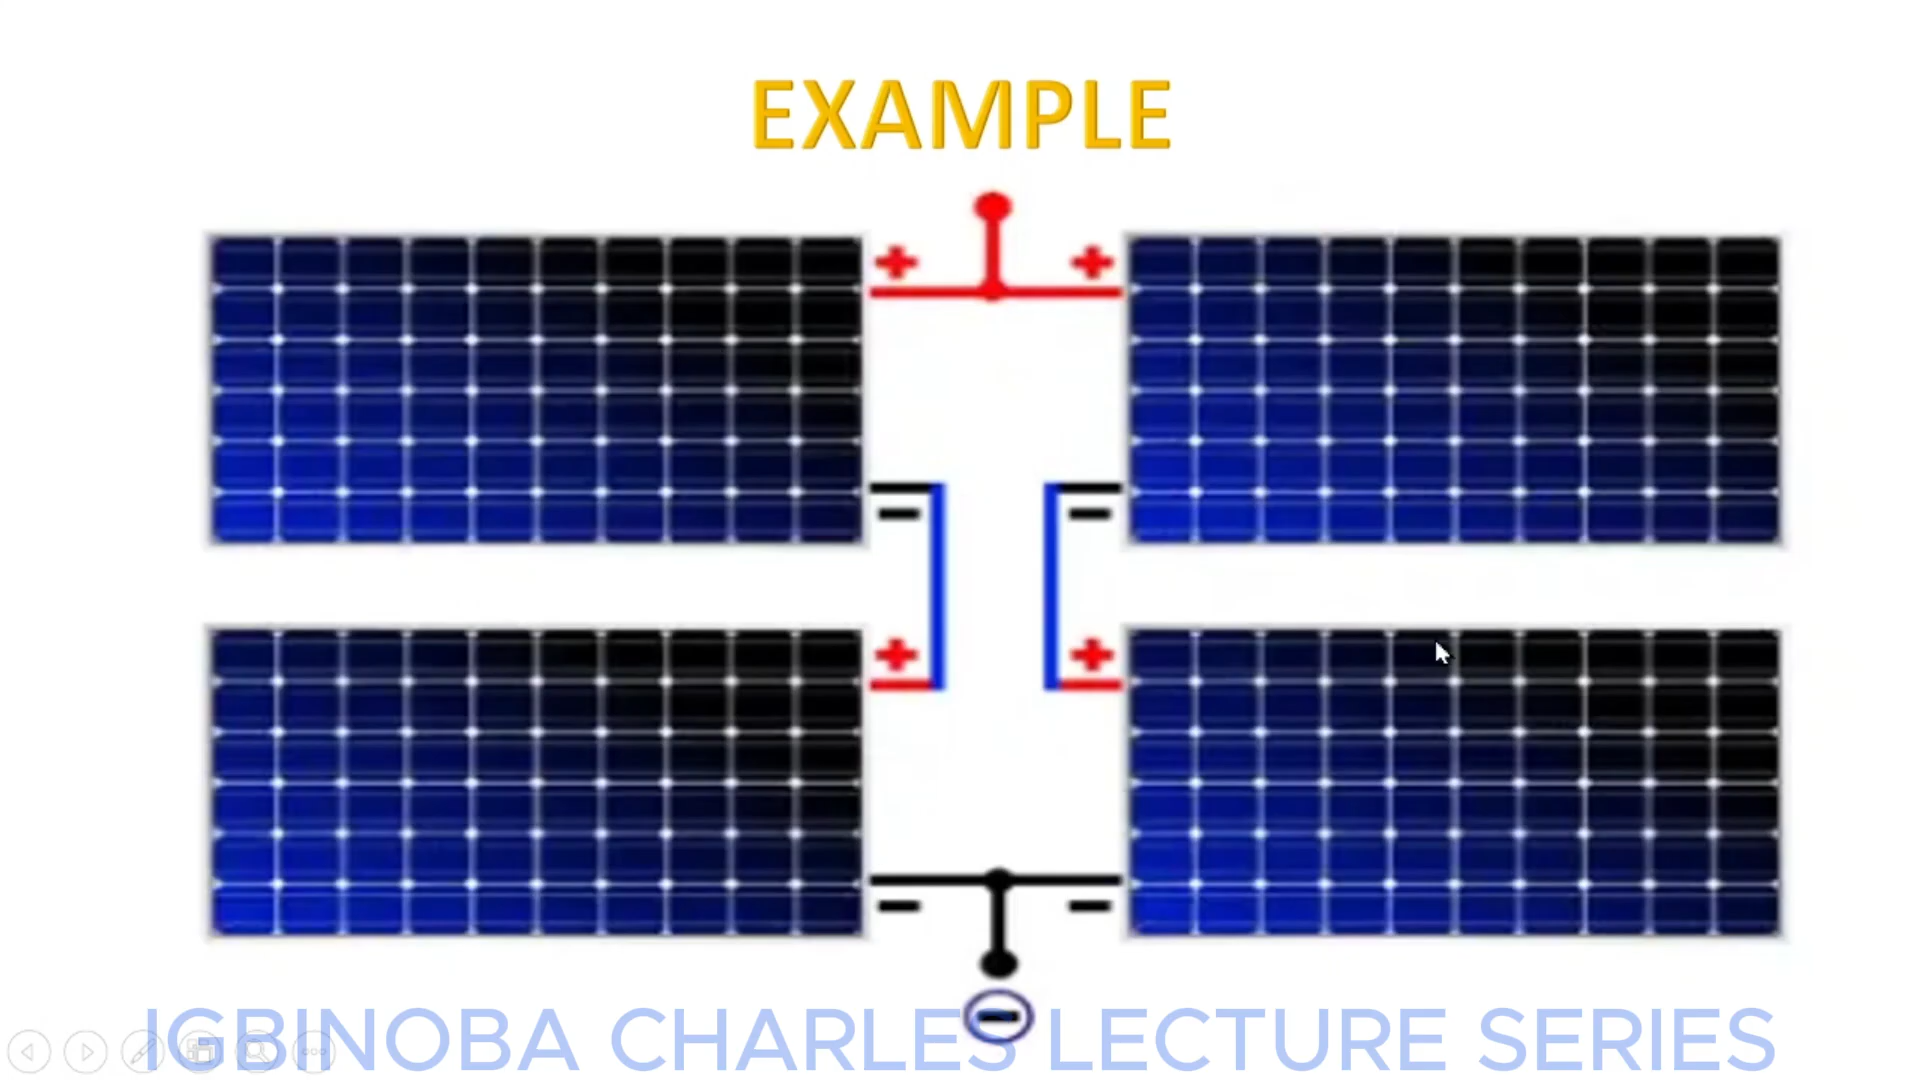 EXAMPLE
+ +
- -
+ +
- -
-
IGBINOBA CHARLES LECTURE SERIES